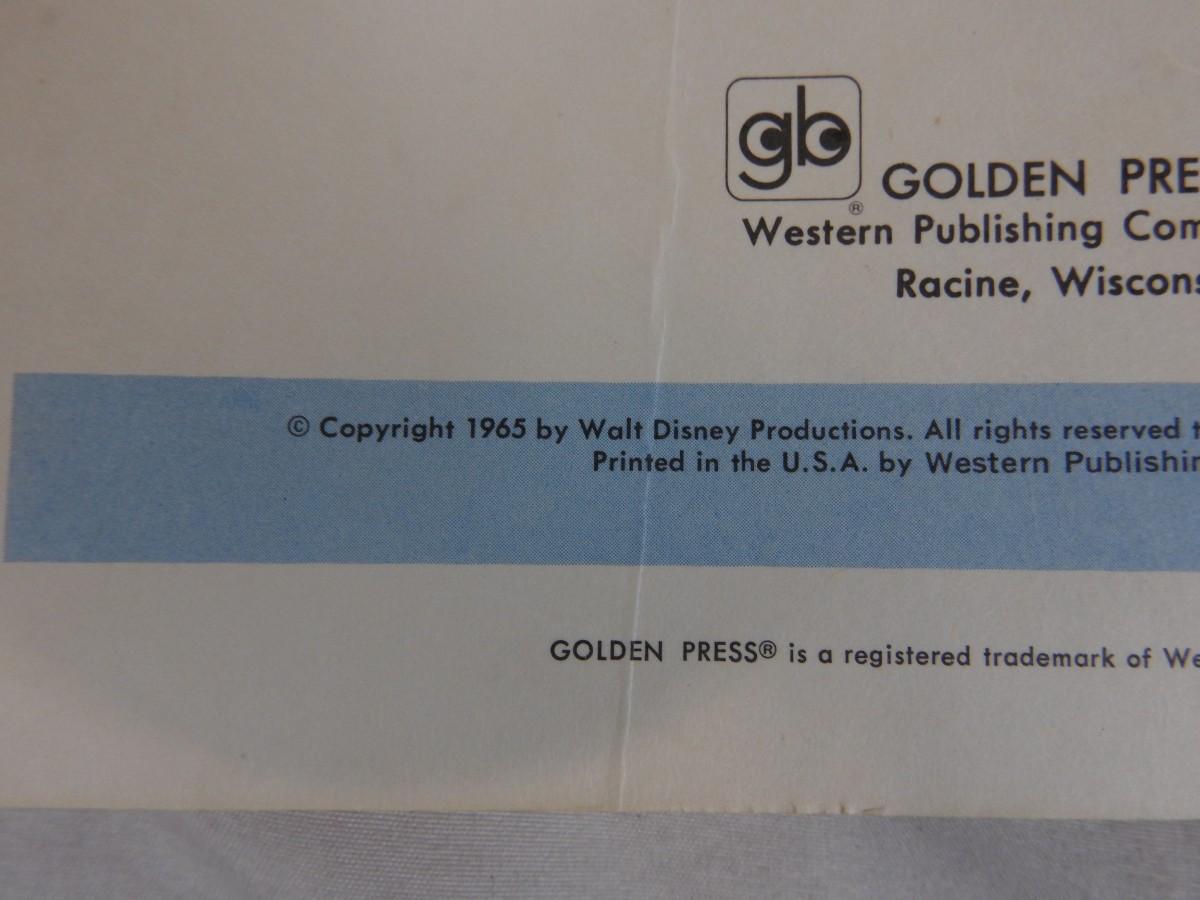 gb
®
GOLDEN PRE
Western Publishing Com
Racine, Wiscons
© Copyright 1965 by Walt Disney Productions. All rights reserved t
Printed in the U.S.A. by Western Publishin
GOLDEN PRESS® is a registered trademark of We